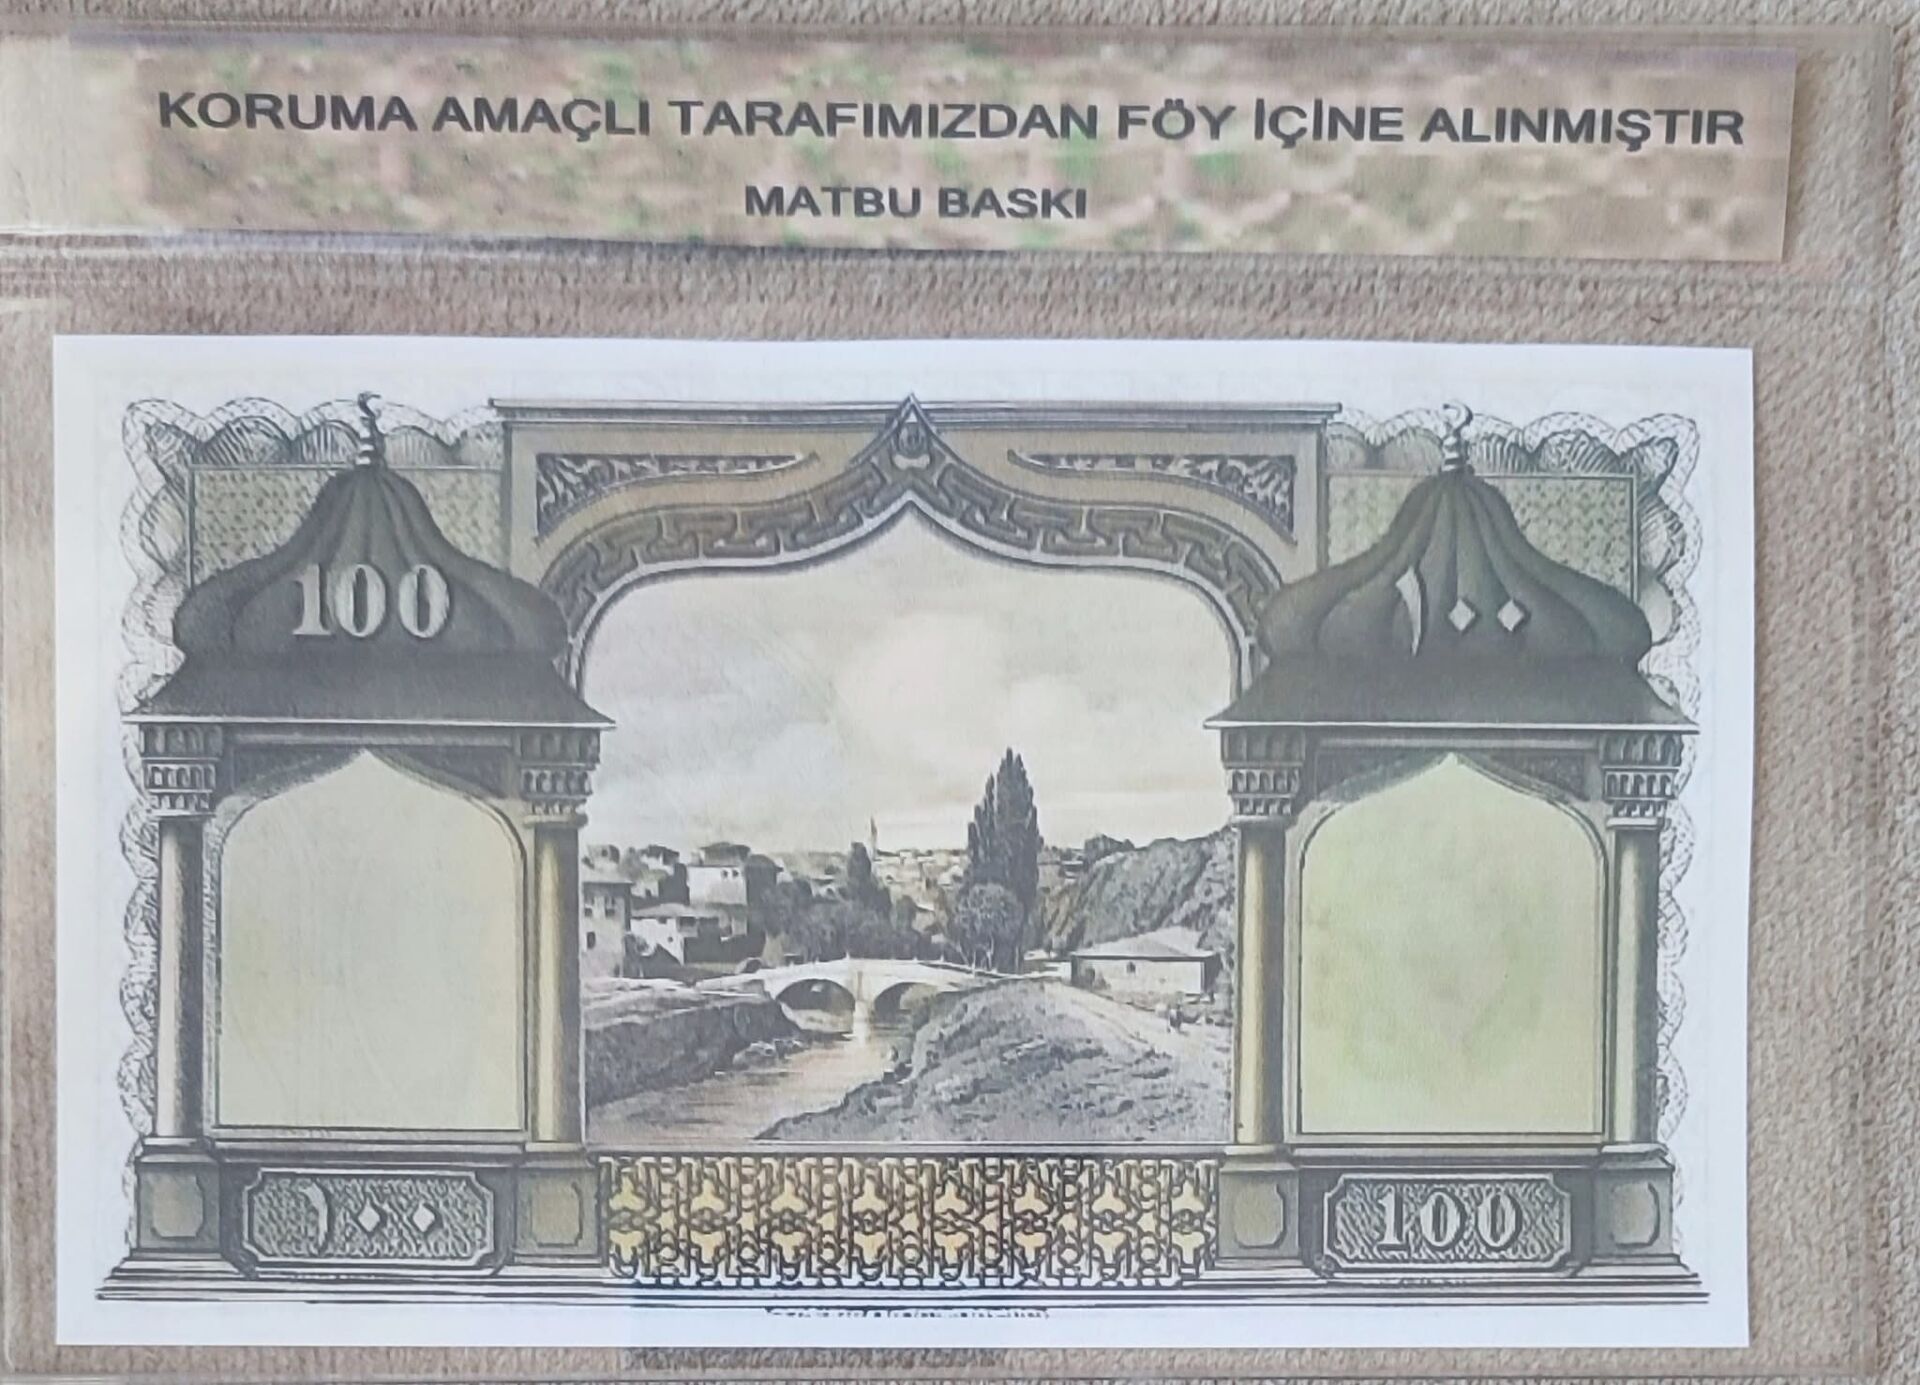 KORUMA AMAÇLI TARAFIMIZDAN FÖY İÇİNE ALINMIŞTIR
MATBU BASKI
100
١٠٠
١٠٠
100